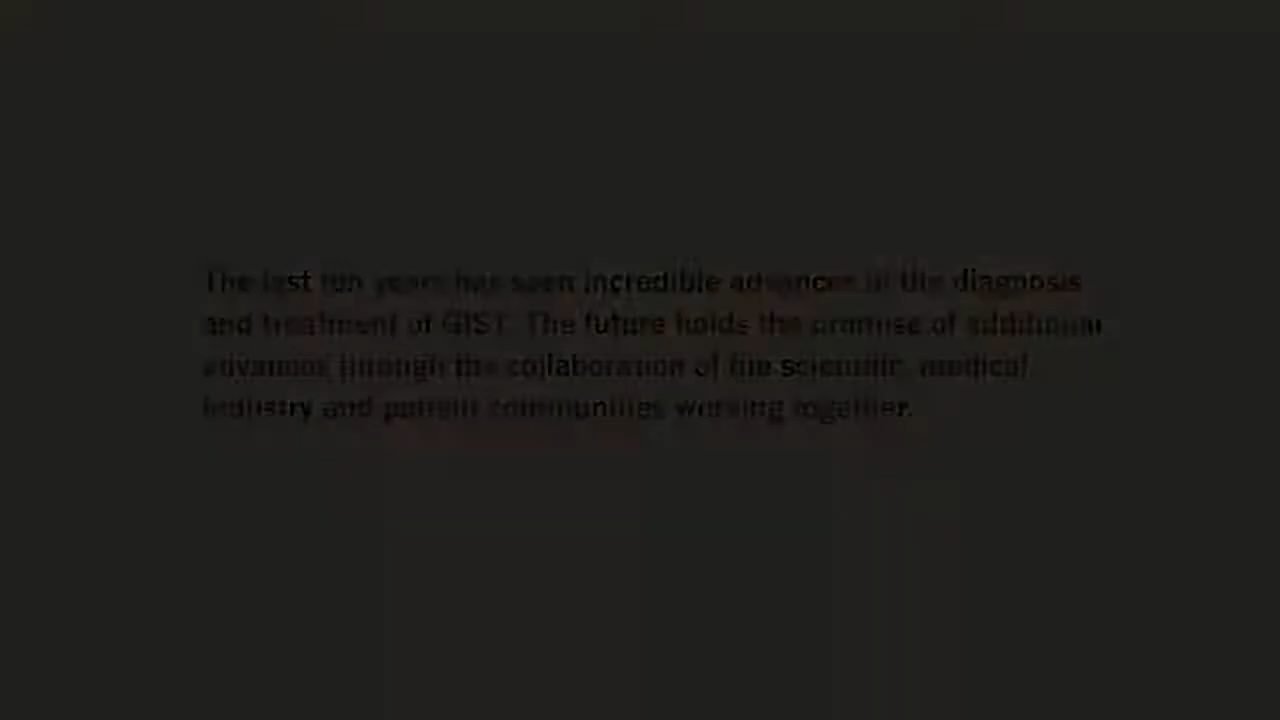 The last ten years has seen incredible advances in the diagnosis
and treatment of GIST. The future holds the promise of additional
advances through the collaboration of the scientific, medical,
industry and patient communities working together.